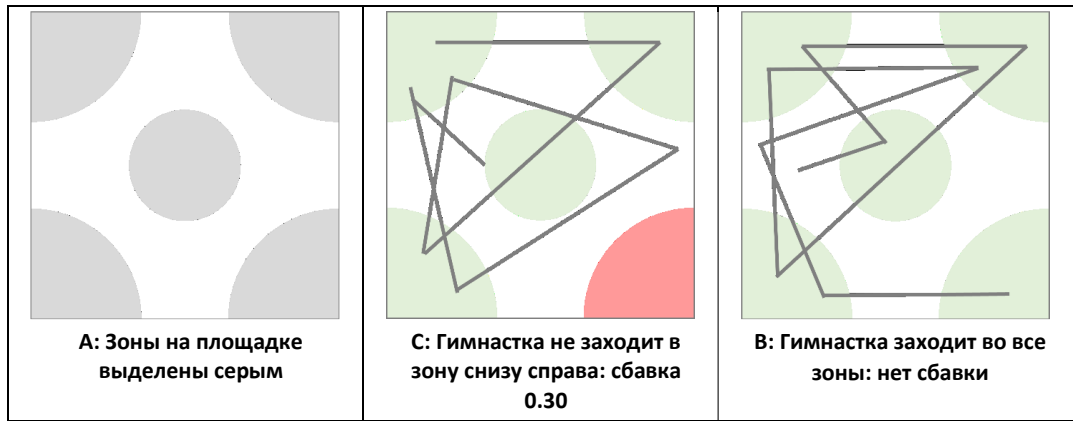 А: Зоны на площадке
выделены серым
С: Гимнастка не заходит в
зону снизу справа: сбавка
0.30
В: Гимнастка заходит во все
зоны: нет сбавки